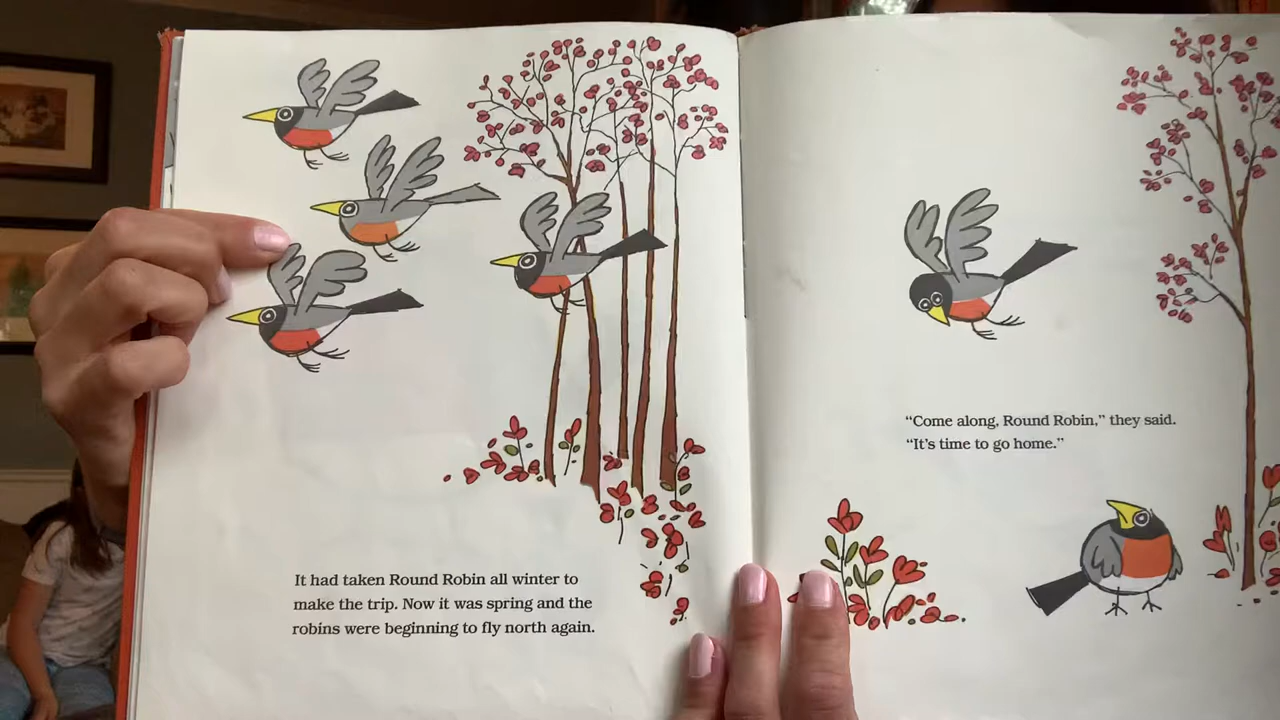 It had taken Round Robin all winter to
make the trip. Now it was spring and the
robins were beginning to fly north again.
“Come along, Round Robin,” they said.
“It’s time to go home.”